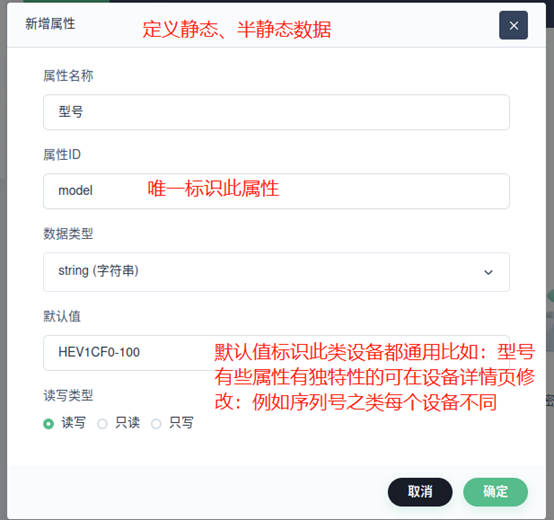 新增属性
定义静态、半静态数据
属性名称
型号
属性ID
model
唯一标识此属性
数据类型
string (字符串)
默认值
HEV1CF0-100
默认值标识此类设备都通用比如：型号
有些属性有独特性的可在设备详情页修
改：例如序列号之类每个设备不同
读写类型
读写 只读 只写
取消 确定